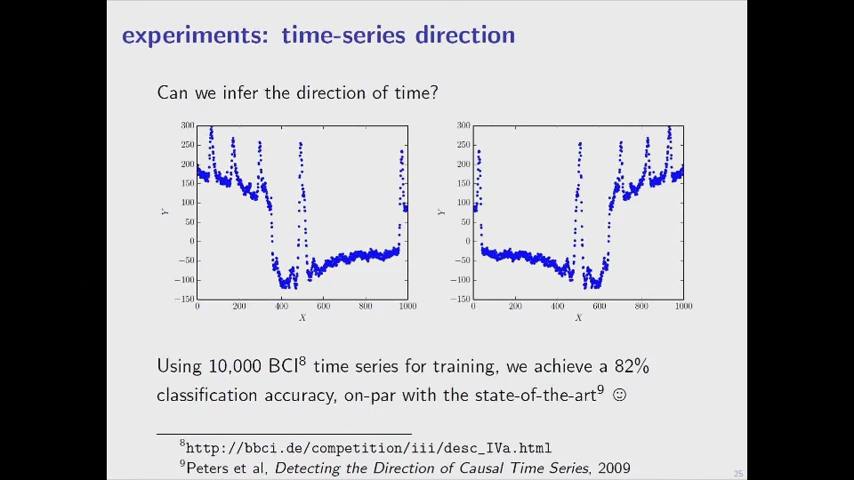 experiments: time-series direction
Can we infer the direction of time?
300
250
200
150
100
50
0
−50
−100
−150
Y
0 200 400 600 800 1000
X
300
250
200
150
100
50
0
−50
−100
−150
Y
0 200 400 600 800 1000
X
Using 10,000 BCI⁸ time series for training, we achieve a 82%
classification accuracy, on-par with the state-of-the-art⁹ ☺
⁸http://bbci.de/competition/iii/desc_IVa.html
⁹Peters et al, Detecting the Direction of Causal Time Series, 2009
25